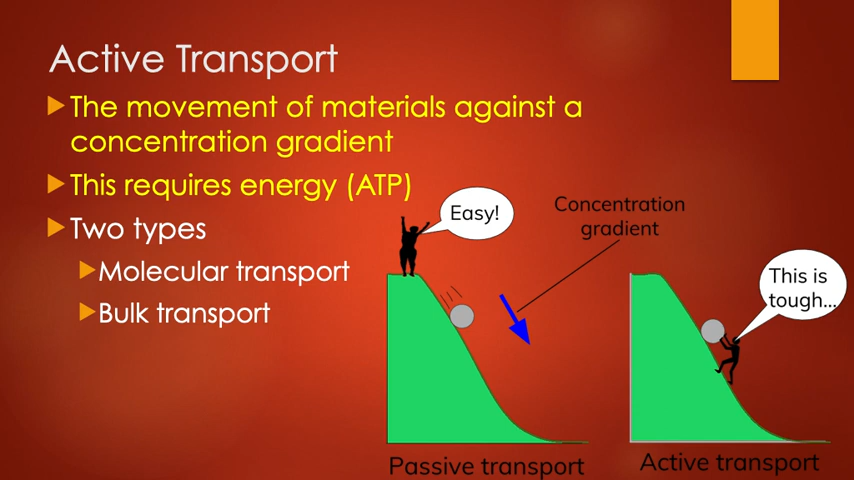 Active Transport
The movement of materials against a
concentration gradient
This requires energy (ATP)
Two types
Molecular transport
Bulk transport
Easy!
Concentration
gradient
This is
tough...
Passive transport
Active transport